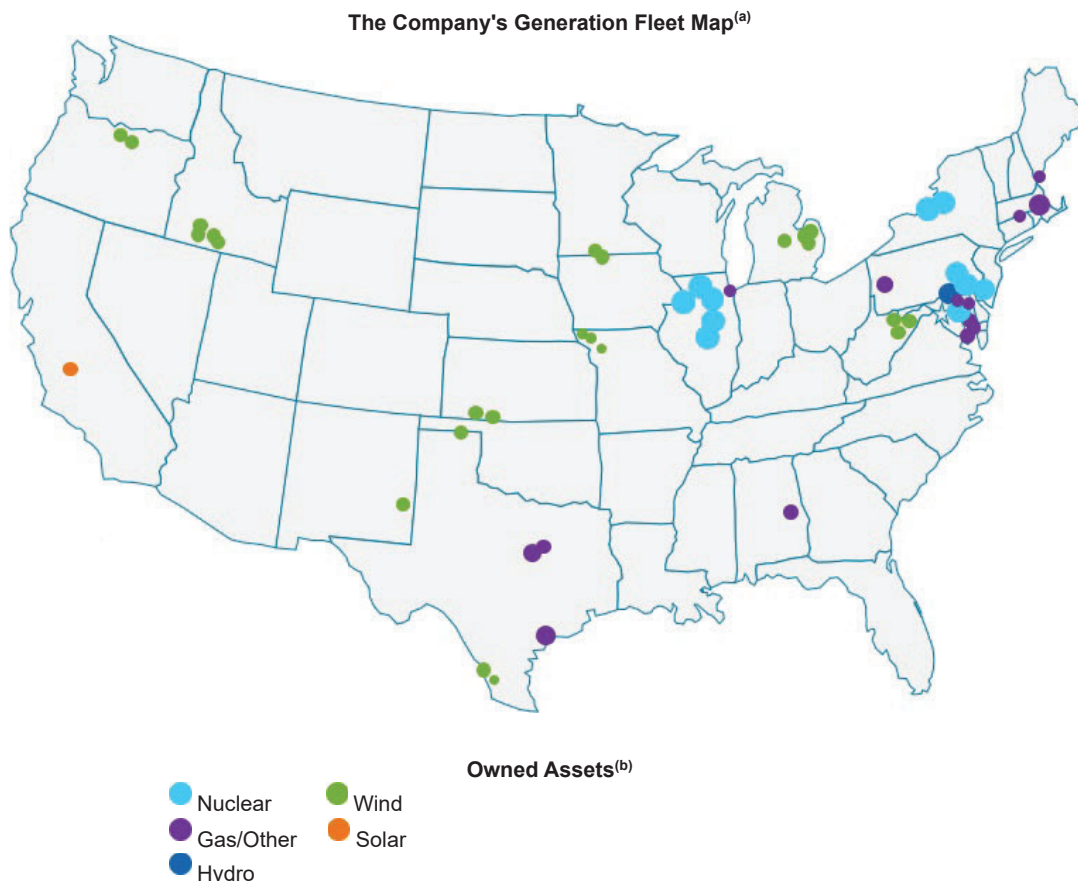 The Company's Generation Fleet Map(a)
Owned Assets(b)
Nuclear
Wind
Gas/Other
Solar
Hydro